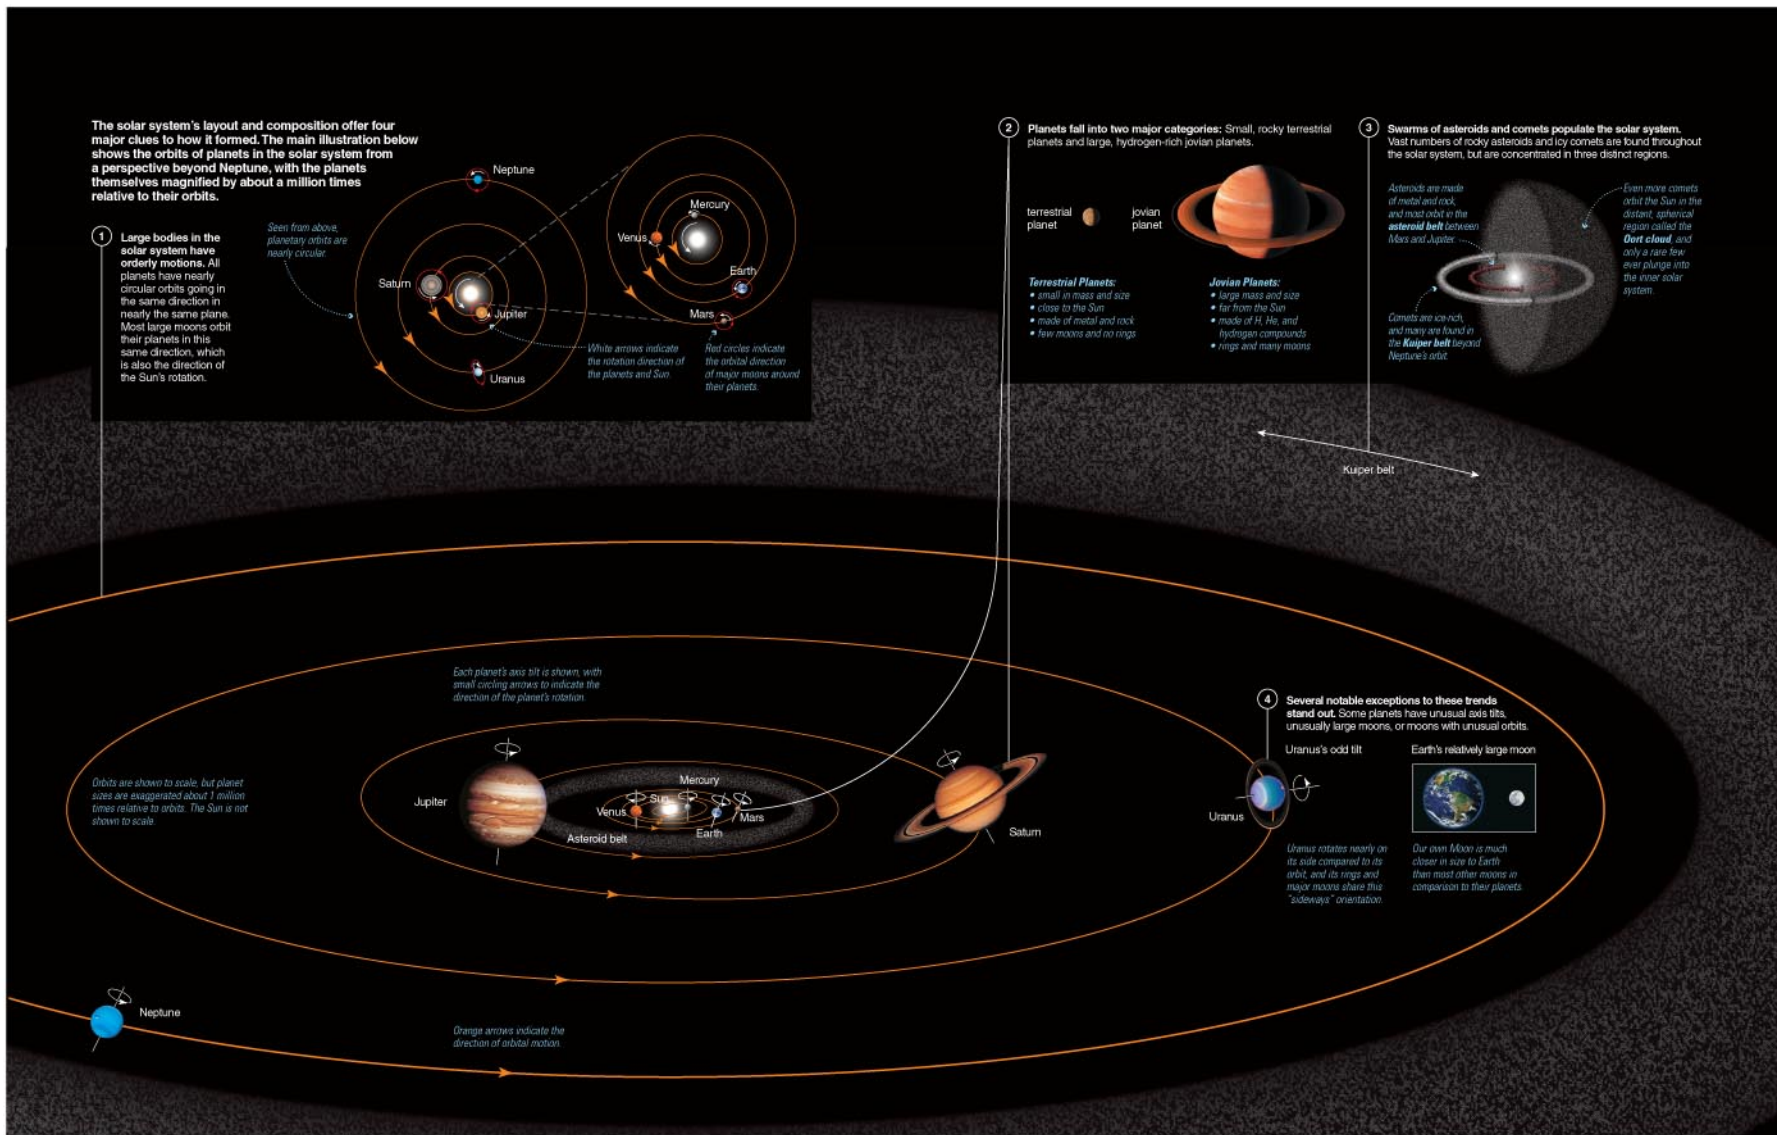 The solar system's layout and composition offer four
major clues to how it formed. The main illustration below
shows the orbits of planets in the solar system from
a perspective beyond Neptune, with the planets
themselves magnified by about a million times
relative to their orbits.
1
Large bodies in the
solar system have
orderly motions. All
planets have nearly
circular orbits going in
the same direction in
nearly the same plane.
Most large moons orbit
their planets in this
same direction, which
is also the direction of
the Sun's rotation.
Seen from above,
planetary orbits are
nearly circular.
Neptune
Saturn
Jupiter
Uranus
Mercury
Venus
Earth
Mars
White arrows indicate
the rotation direction of
the planets and Sun.
Red circles indicate
the orbital direction
of major moons around
their planets.
2
Planets fall into two major categories: Small, rocky terrestrial
planets and large, hydrogen-rich jovian planets.
terrestrial
planet
jovian
planet
Terrestrial Planets:
• small in mass and size
• close to the Sun
• made of metal and rock
• few moons and no rings
Jovian Planets:
• large mass and size
• far from the Sun
• made of H, He, and
hydrogen compounds
• rings and many moons
3
Swarms of asteroids and comets populate the solar system.
Vast numbers of rocky asteroids and icy comets are found throughout
the solar system, but are concentrated in three distinct regions.
Asteroids are made
of metal and rock,
and most orbit in the
asteroid belt between
Mars and Jupiter.
Even more comets
orbit the Sun in the
distant, spherical
region called the
Oort cloud, and
only a rare few
ever plunge into
the inner solar
system.
Comets are ice-rich,
and many are found in
the Kuiper belt beyond
Neptune's orbit.
Kuiper belt
Each planet's axis tilt is shown, with
small circling arrows to indicate the
direction of the planet's rotation.
4
Several notable exceptions to these trends
stand out. Some planets have unusual axis tilts,
unusually large moons, or moons with unusual orbits.
Uranus's odd tilt
Earth's relatively large moon
Orbits are shown to scale, but planet
sizes are exaggerated about 1 million
times relative to orbits. The Sun is not
shown to scale.
Jupiter
Mercury
Sun
Venus
Earth
Mars
Asteroid belt
Saturn
Uranus
Uranus rotates nearly on
its side compared to its
orbit, and its rings and
major moons share this
"sideways" orientation.
Our own Moon is much
closer in size to Earth
than most other moons in
comparison to their planets.
Neptune
Orange arrows indicate the
direction of orbital motion.